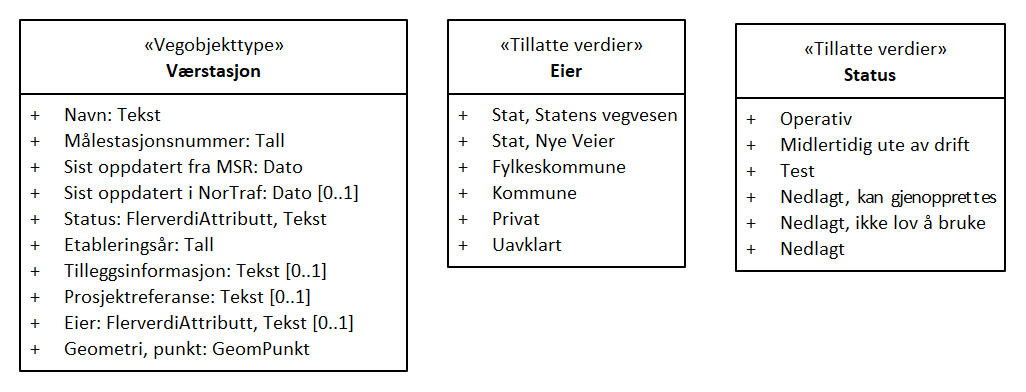 «Vegobjekttype»
Værstasjon
+ Navn: Tekst
+ Målestasjonsnummer: Tall
+ Sist oppdatert fra MSR: Dato
+ Sist oppdatert i NorTraf: Dato [0..1]
+ Status: FlerverdiAttributt, Tekst
+ Etableringsår: Tall
+ Tilleggsinformasjon: Tekst [0..1]
+ Prosjektreferanse: Tekst [0..1]
+ Eier: FlerverdiAttributt, Tekst [0..1]
+ Geometri, punkt: GeomPunkt
«Tillatte verdier»
Eier
+ Stat, Statens vegvesen
+ Stat, Nye Veier
+ Fylkeskommune
+ Kommune
+ Privat
+ Uavklart
«Tillatte verdier»
Status
+ Operativ
+ Midlertidig ute av drift
+ Test
+ Nedlagt, kan gjenopprettes
+ Nedlagt, ikke lov å bruke
+ Nedlagt